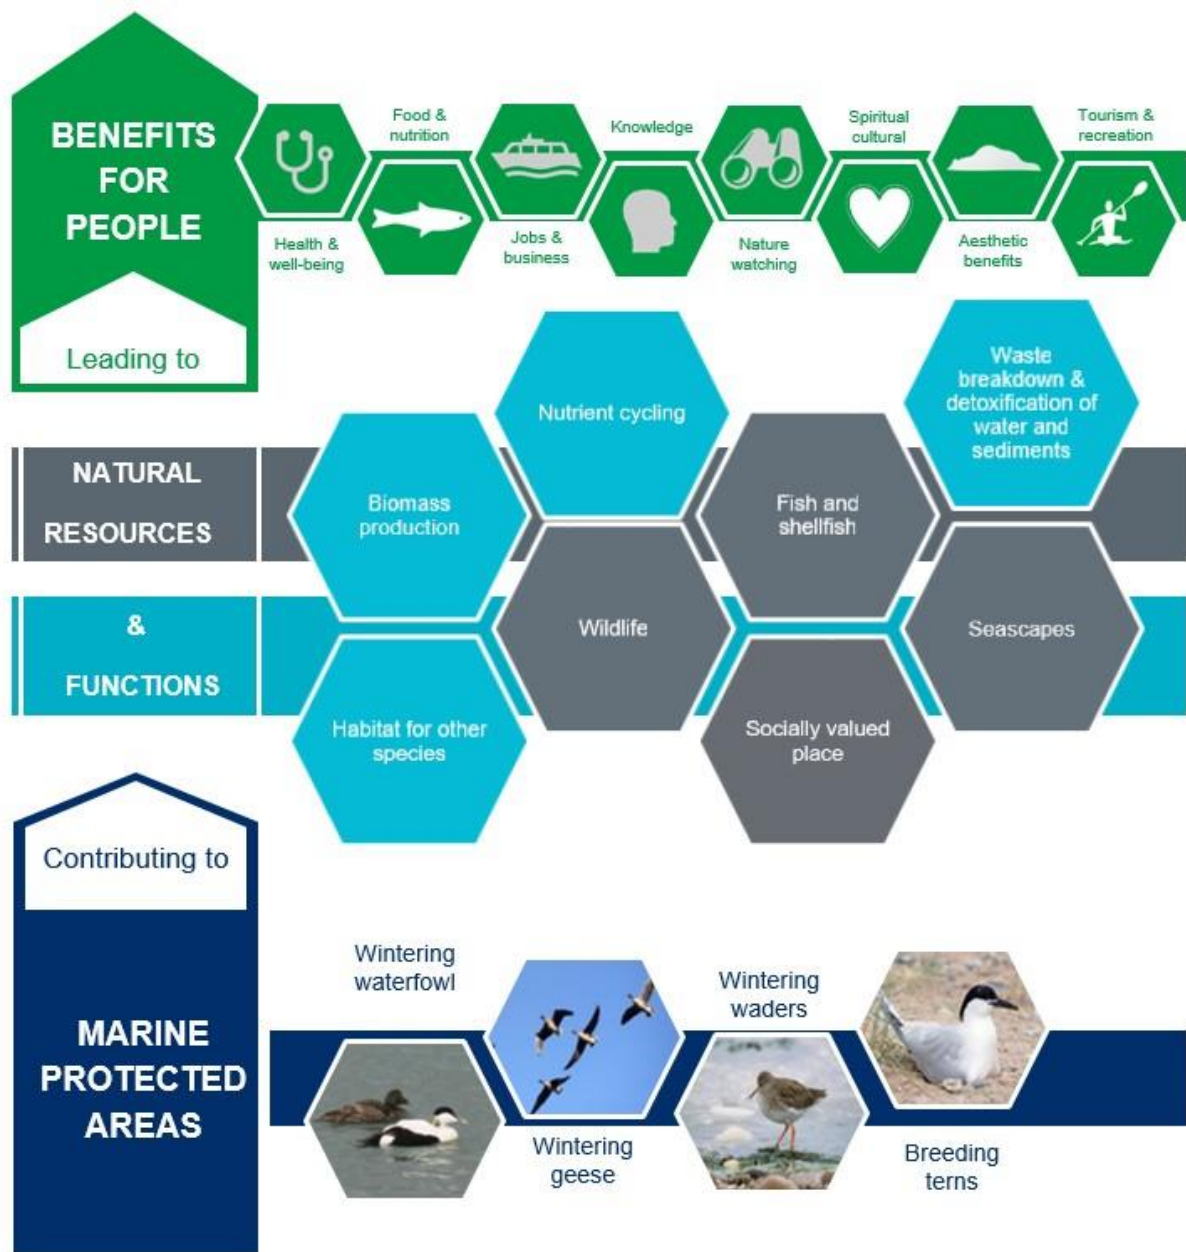 BENEFITS
FOR
PEOPLE
Leading to
Health &
well-being
Food &
nutrition
Jobs &
business
Knowledge
Nature
watching
Spiritual
cultural
Aesthetic
benefits
Tourism &
recreation
NATURAL
RESOURCES
&
FUNCTIONS
Biomass
production
Nutrient cycling
Fish and
shellfish
Waste
breakdown &
detoxification of
water and
sediments
Habitat for other
species
Wildlife
Socially valued
place
Seascapes
Contributing to
MARINE
PROTECTED
AREAS
Wintering
waterfowl
Wintering
geese
Wintering
waders
Breeding
terns